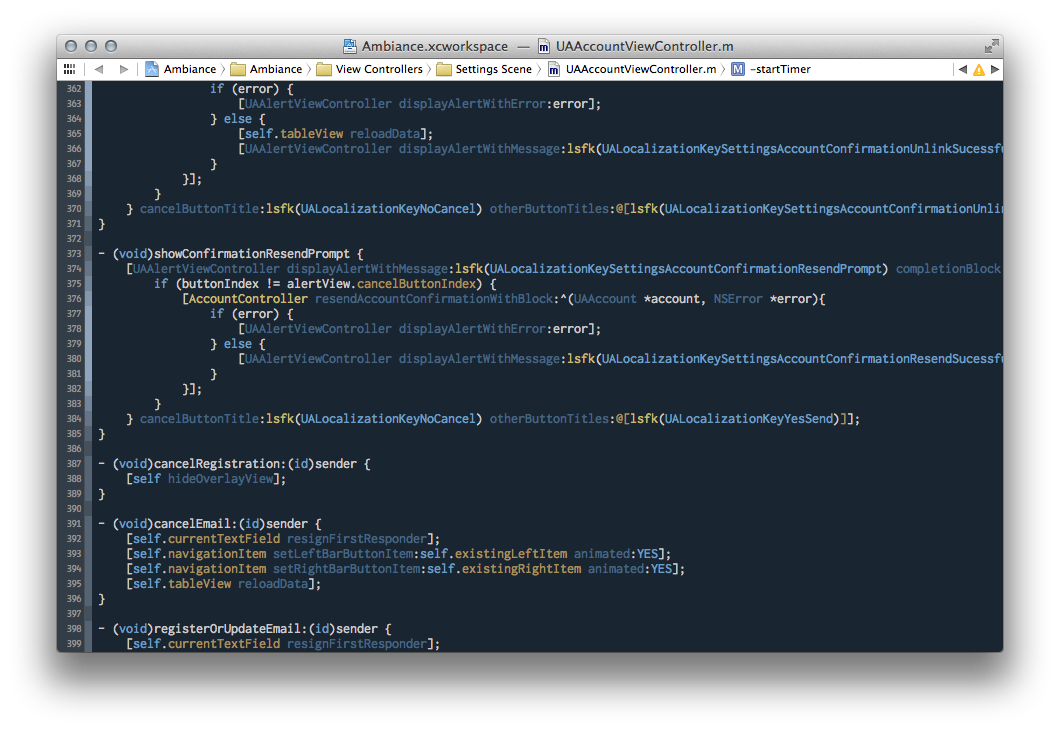 Ambiance.xcworkspace — UAAccountViewController.m
Ambiance › Ambiance › View Controllers › Settings Scene › UAAccountViewController.m › M -startTimer
362                 if (error) {
363                     [UAAlertViewController displayAlertWithError:error];
364                 } else {
365                     [self.tableView reloadData];
366                     [UAAlertViewController displayAlertWithMessage:lsfk(UALocalizationKeySettingsAccountConfirmationUnlinkSucessfu
367                 }
368             }];
369         }
370     } cancelButtonTitle:lsfk(UALocalizationKeyNoCancel) otherButtonTitles:@[lsfk(UALocalizationKeySettingsAccountConfirmationUnlin
371 }
372
373 - (void)showConfirmationResendPrompt {
374     [UAAlertViewController displayAlertWithMessage:lsfk(UALocalizationKeySettingsAccountConfirmationResendPrompt) completionBlock
375         if (buttonIndex != alertView.cancelButtonIndex) {
376             [AccountController resendAccountConfirmationWithBlock:^(UAAccount *account, NSError *error){
377                 if (error) {
378                     [UAAlertViewController displayAlertWithError:error];
379                 } else {
380                     [UAAlertViewController displayAlertWithMessage:lsfk(UALocalizationKeySettingsAccountConfirmationResendSucessfu
381                 }
382             }];
383         }
384     } cancelButtonTitle:lsfk(UALocalizationKeyNoCancel) otherButtonTitles:@[lsfk(UALocalizationKeyYesSend)]];
385 }
386
387 - (void)cancelRegistration:(id)sender {
388     [self hideOverlayView];
389 }
390
391 - (void)cancelEmail:(id)sender {
392     [self.currentTextField resignFirstResponder];
393     [self.navigationItem setLeftBarButtonItem:self.existingLeftItem animated:YES];
394     [self.navigationItem setRightBarButtonItem:self.existingRightItem animated:YES];
395     [self.tableView reloadData];
396 }
397
398 - (void)registerOrUpdateEmail:(id)sender {
399     [self.currentTextField resignFirstResponder];